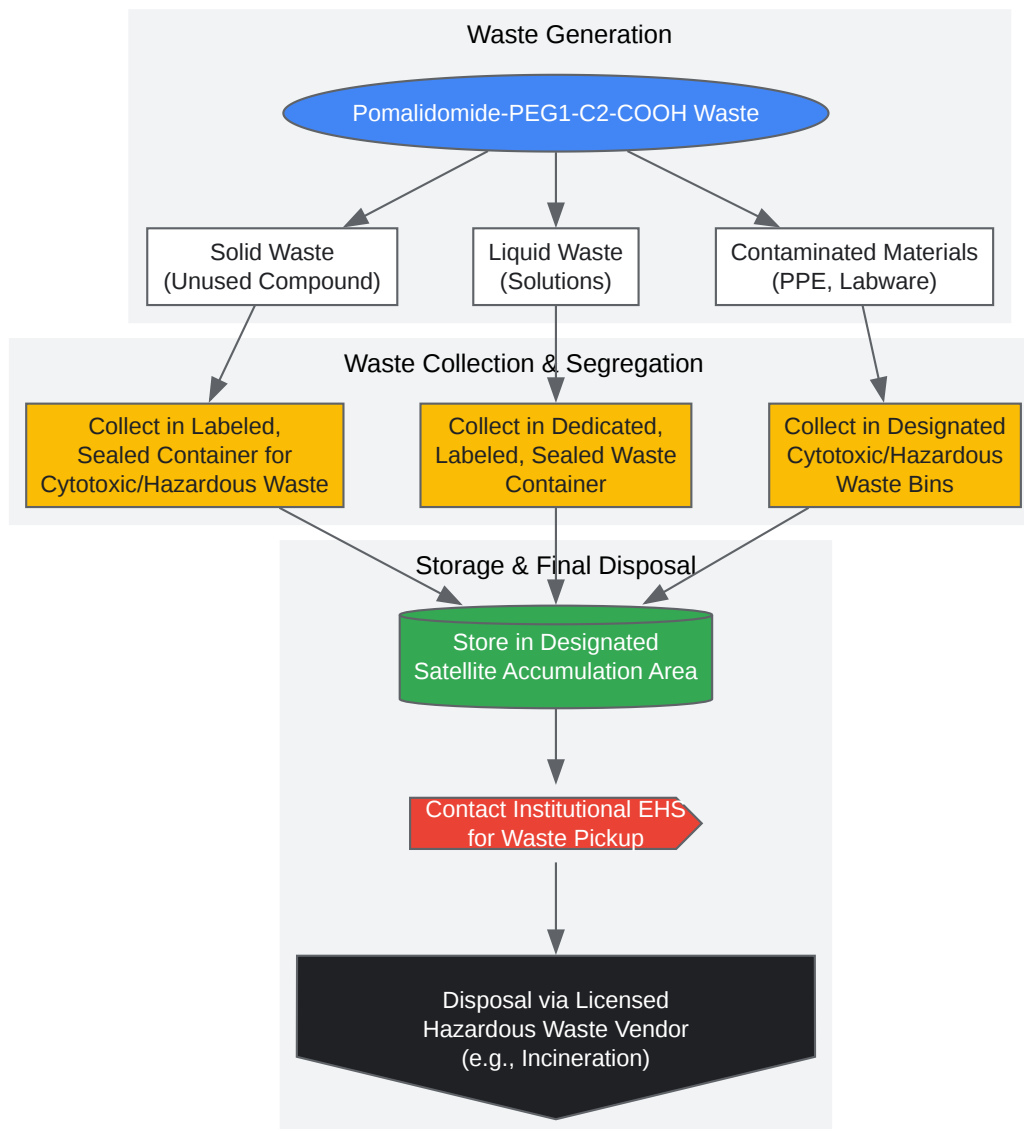 Waste Generation
Pomalidomide-PEG1-C2-COOH Waste
Solid Waste
(Unused Compound)
Liquid Waste
(Solutions)
Contaminated Materials
(PPE, Labware)
Waste Collection & Segregation
Collect in Labeled,
Sealed Container for
Cytotoxic/Hazardous Waste
Collect in Dedicated,
Labeled, Sealed Waste
Container
Collect in Designated
Cytotoxic/Hazardous
Waste Bins
Storage & Final Disposal
Store in Designated
Satellite Accumulation Area
Contact Institutional EHS
for Waste Pickup
Disposal via Licensed
Hazardous Waste Vendor
(e.g., Incineration)